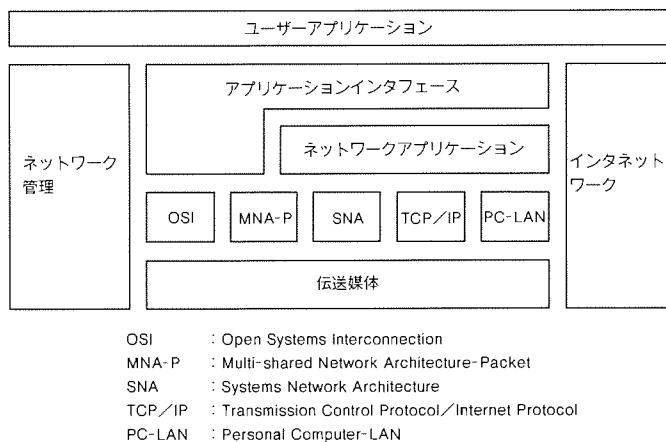 ユーザーアプリケーション
アプリケーションインタフェース
ネットワークアプリケーション
ネットワーク
管理
インタネット
ワーク
OSI
MNA-P
SNA
TCP／IP
PC-LAN
伝送媒体
OSI : Open Systems Interconnection
MNA-P : Multi-shared Network Architecture-Packet
SNA : Systems Network Architecture
TCP／IP : Transmission Control Protocol／Internet Protocol
PC-LAN : Personal Computer-LAN